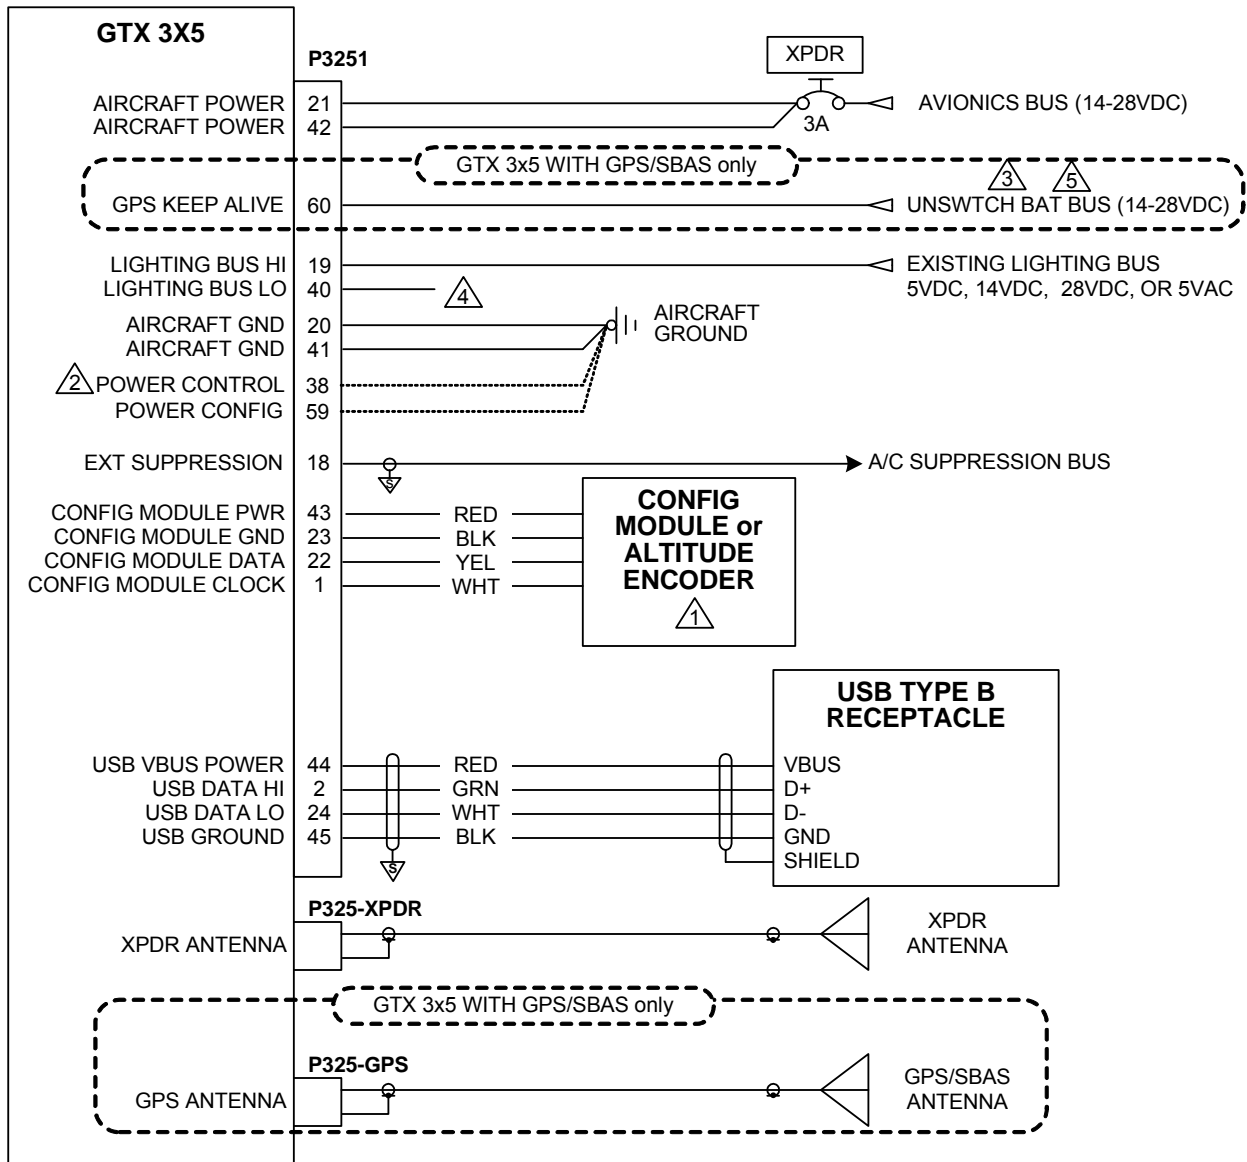 GTX 3X5
P3251
XPDR
AIRCRAFT POWER 21 AVIONICS BUS (14-28VDC)
AIRCRAFT POWER 42 3A
GTX 3x5 WITH GPS/SBAS only
3 5
GPS KEEP ALIVE 60 UNSWTCH BAT BUS (14-28VDC)
LIGHTING BUS HI 19 EXISTING LIGHTING BUS
LIGHTING BUS LO 40 4 5VDC, 14VDC, 28VDC, OR 5VAC
AIRCRAFT GND 20 AIRCRAFT
AIRCRAFT GND 41 GROUND
2 POWER CONTROL 38
POWER CONFIG 59
EXT SUPPRESSION 18 A/C SUPPRESSION BUS
S
CONFIG MODULE PWR 43 RED
CONFIG MODULE GND 23 BLK
CONFIG MODULE DATA 22 YEL
CONFIG MODULE CLOCK 1 WHT
CONFIG
MODULE or
ALTITUDE
ENCODER
1
USB TYPE B
RECEPTACLE
USB VBUS POWER 44 RED VBUS
USB DATA HI 2 GRN D+
USB DATA LO 24 WHT D-
USB GROUND 45 BLK GND
S SHIELD
P325-XPDR
XPDR ANTENNA
XPDR
ANTENNA
GTX 3x5 WITH GPS/SBAS only
P325-GPS
GPS ANTENNA
GPS/SBAS
ANTENNA